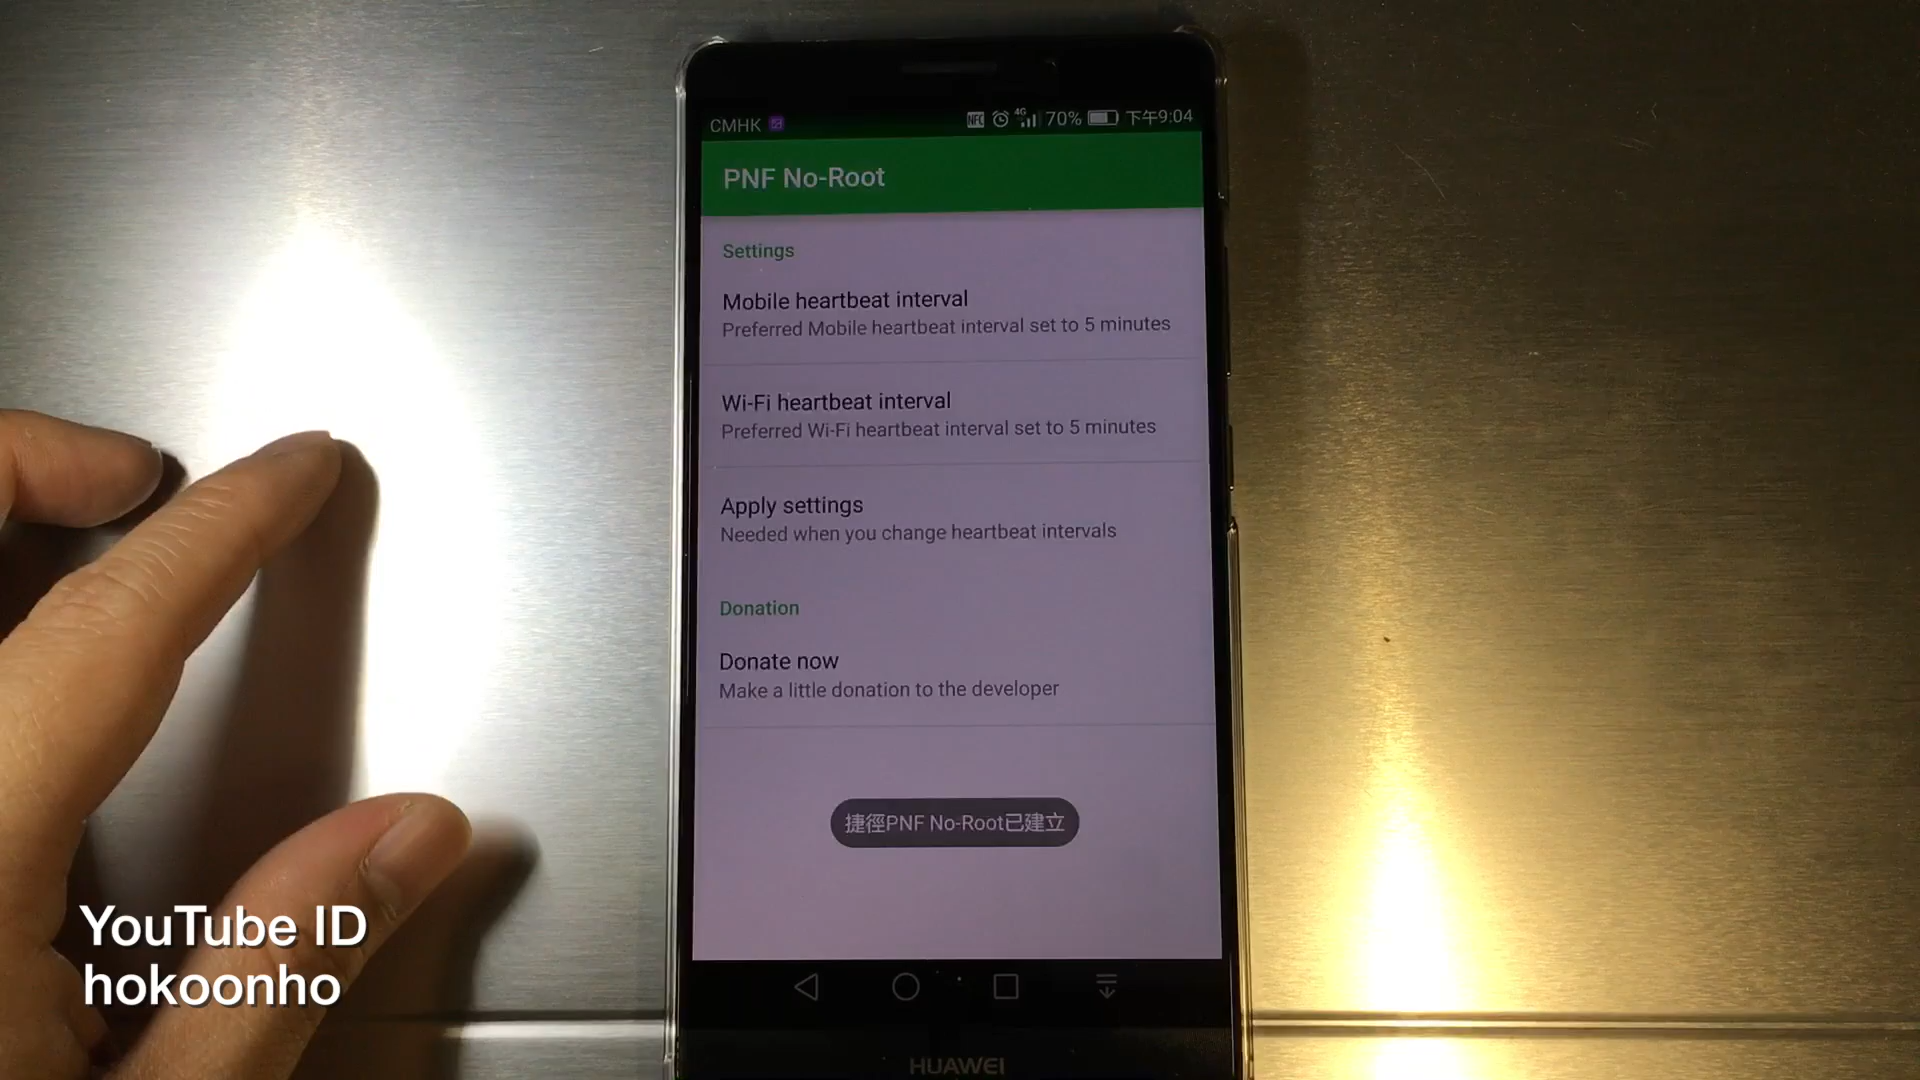 CMHK
NFC 4G 70% 下午9:04
PNF No-Root
Settings
Mobile heartbeat interval
Preferred Mobile heartbeat interval set to 5 minutes
Wi-Fi heartbeat interval
Preferred Wi-Fi heartbeat interval set to 5 minutes
Apply settings
Needed when you change heartbeat intervals
Donation
Donate now
Make a little donation to the developer
捷徑PNF No-Root已建立
YouTube ID
hokoonho
HUAWEI